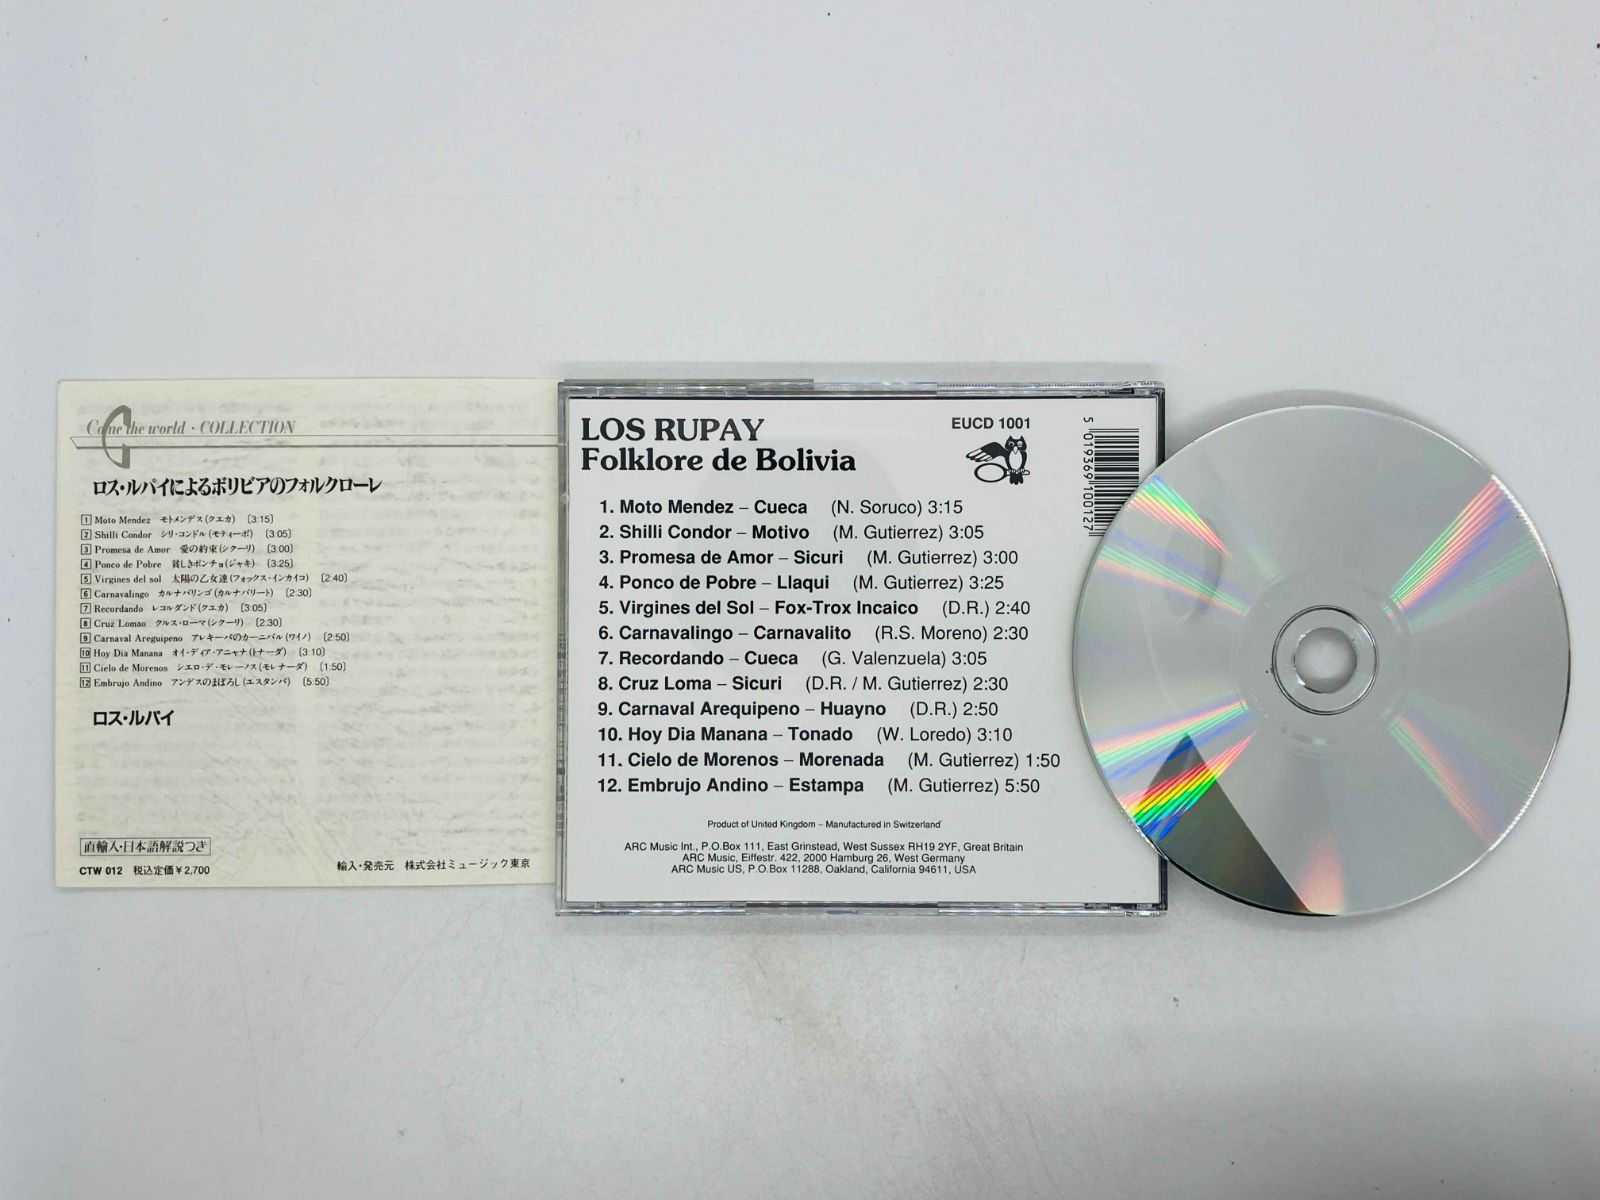 Come the world・COLLECTION
ロス・ルパイによるボリビアのフォルクローレ
1 Moto Mendez モトメンデス(クエカ) 〔3:15〕
2 Shilli Condor シリ・コンドル(モティーボ) 〔3:05〕
3 Promesa de Amor 愛の約束(シクーリ) 〔3:00〕
4 Ponco de Pobre 貧しきポンチョ(ジャキ) 〔3:25〕
5 Virgines del sol 太陽の乙女達(フォックス・インカイコ) 〔2:40〕
6 Carnavalingo カルナバリンゴ(カルナバリート) 〔2:30〕
7 Recordando レコルダンド(クエカ) 〔3:05〕
8 Cruz Lomao クルス・ローマ(シクーリ) 〔2:30〕
9 Carnaval Areguipeno アレキーパのカーニバル(ワイノ) 〔2:50〕
10 Hoy Dia Manana オイ・ディア・アニャナ(トナーダ) 〔3:10〕
11 Cielo de Morenos シエロ・デ・モレーノス(モレナーダ) 〔1:50〕
12 Embrujo Andino アンデスのまぼろし(エスタンパ) 〔5:50〕
ロス・ルパイ
直輸入・日本語解説つき
CTW 012 税込定価¥2,700
輸入・発売元 株式会社ミュージック東京
LOS RUPAY
Folklore de Bolivia
EUCD 1001
5 019369 100127
1. Moto Mendez – Cueca (N. Soruco) 3:15
2. Shilli Condor – Motivo (M. Gutierrez) 3:05
3. Promesa de Amor – Sicuri (M. Gutierrez) 3:00
4. Ponco de Pobre – Llaqui (M. Gutierrez) 3:25
5. Virgines del Sol – Fox-Trox Incaico (D.R.) 2:40
6. Carnavalingo – Carnavalito (R.S. Moreno) 2:30
7. Recordando – Cueca (G. Valenzuela) 3:05
8. Cruz Loma – Sicuri (D.R. / M. Gutierrez) 2:30
9. Carnaval Arequipeno – Huayno (D.R.) 2:50
10. Hoy Dia Manana – Tonado (W. Loredo) 3:10
11. Cielo de Morenos – Morenada (M. Gutierrez) 1:50
12. Embrujo Andino – Estampa (M. Gutierrez) 5:50
Product of United Kingdom – Manufactured in Switzerland
ARC Music Int., P.O.Box 111, East Grinstead, West Sussex RH19 2YF, Great Britain
ARC Music, Eiffestr. 422, 2000 Hamburg 26, West Germany
ARC Music US, P.O.Box 11288, Oakland, California 94611, USA